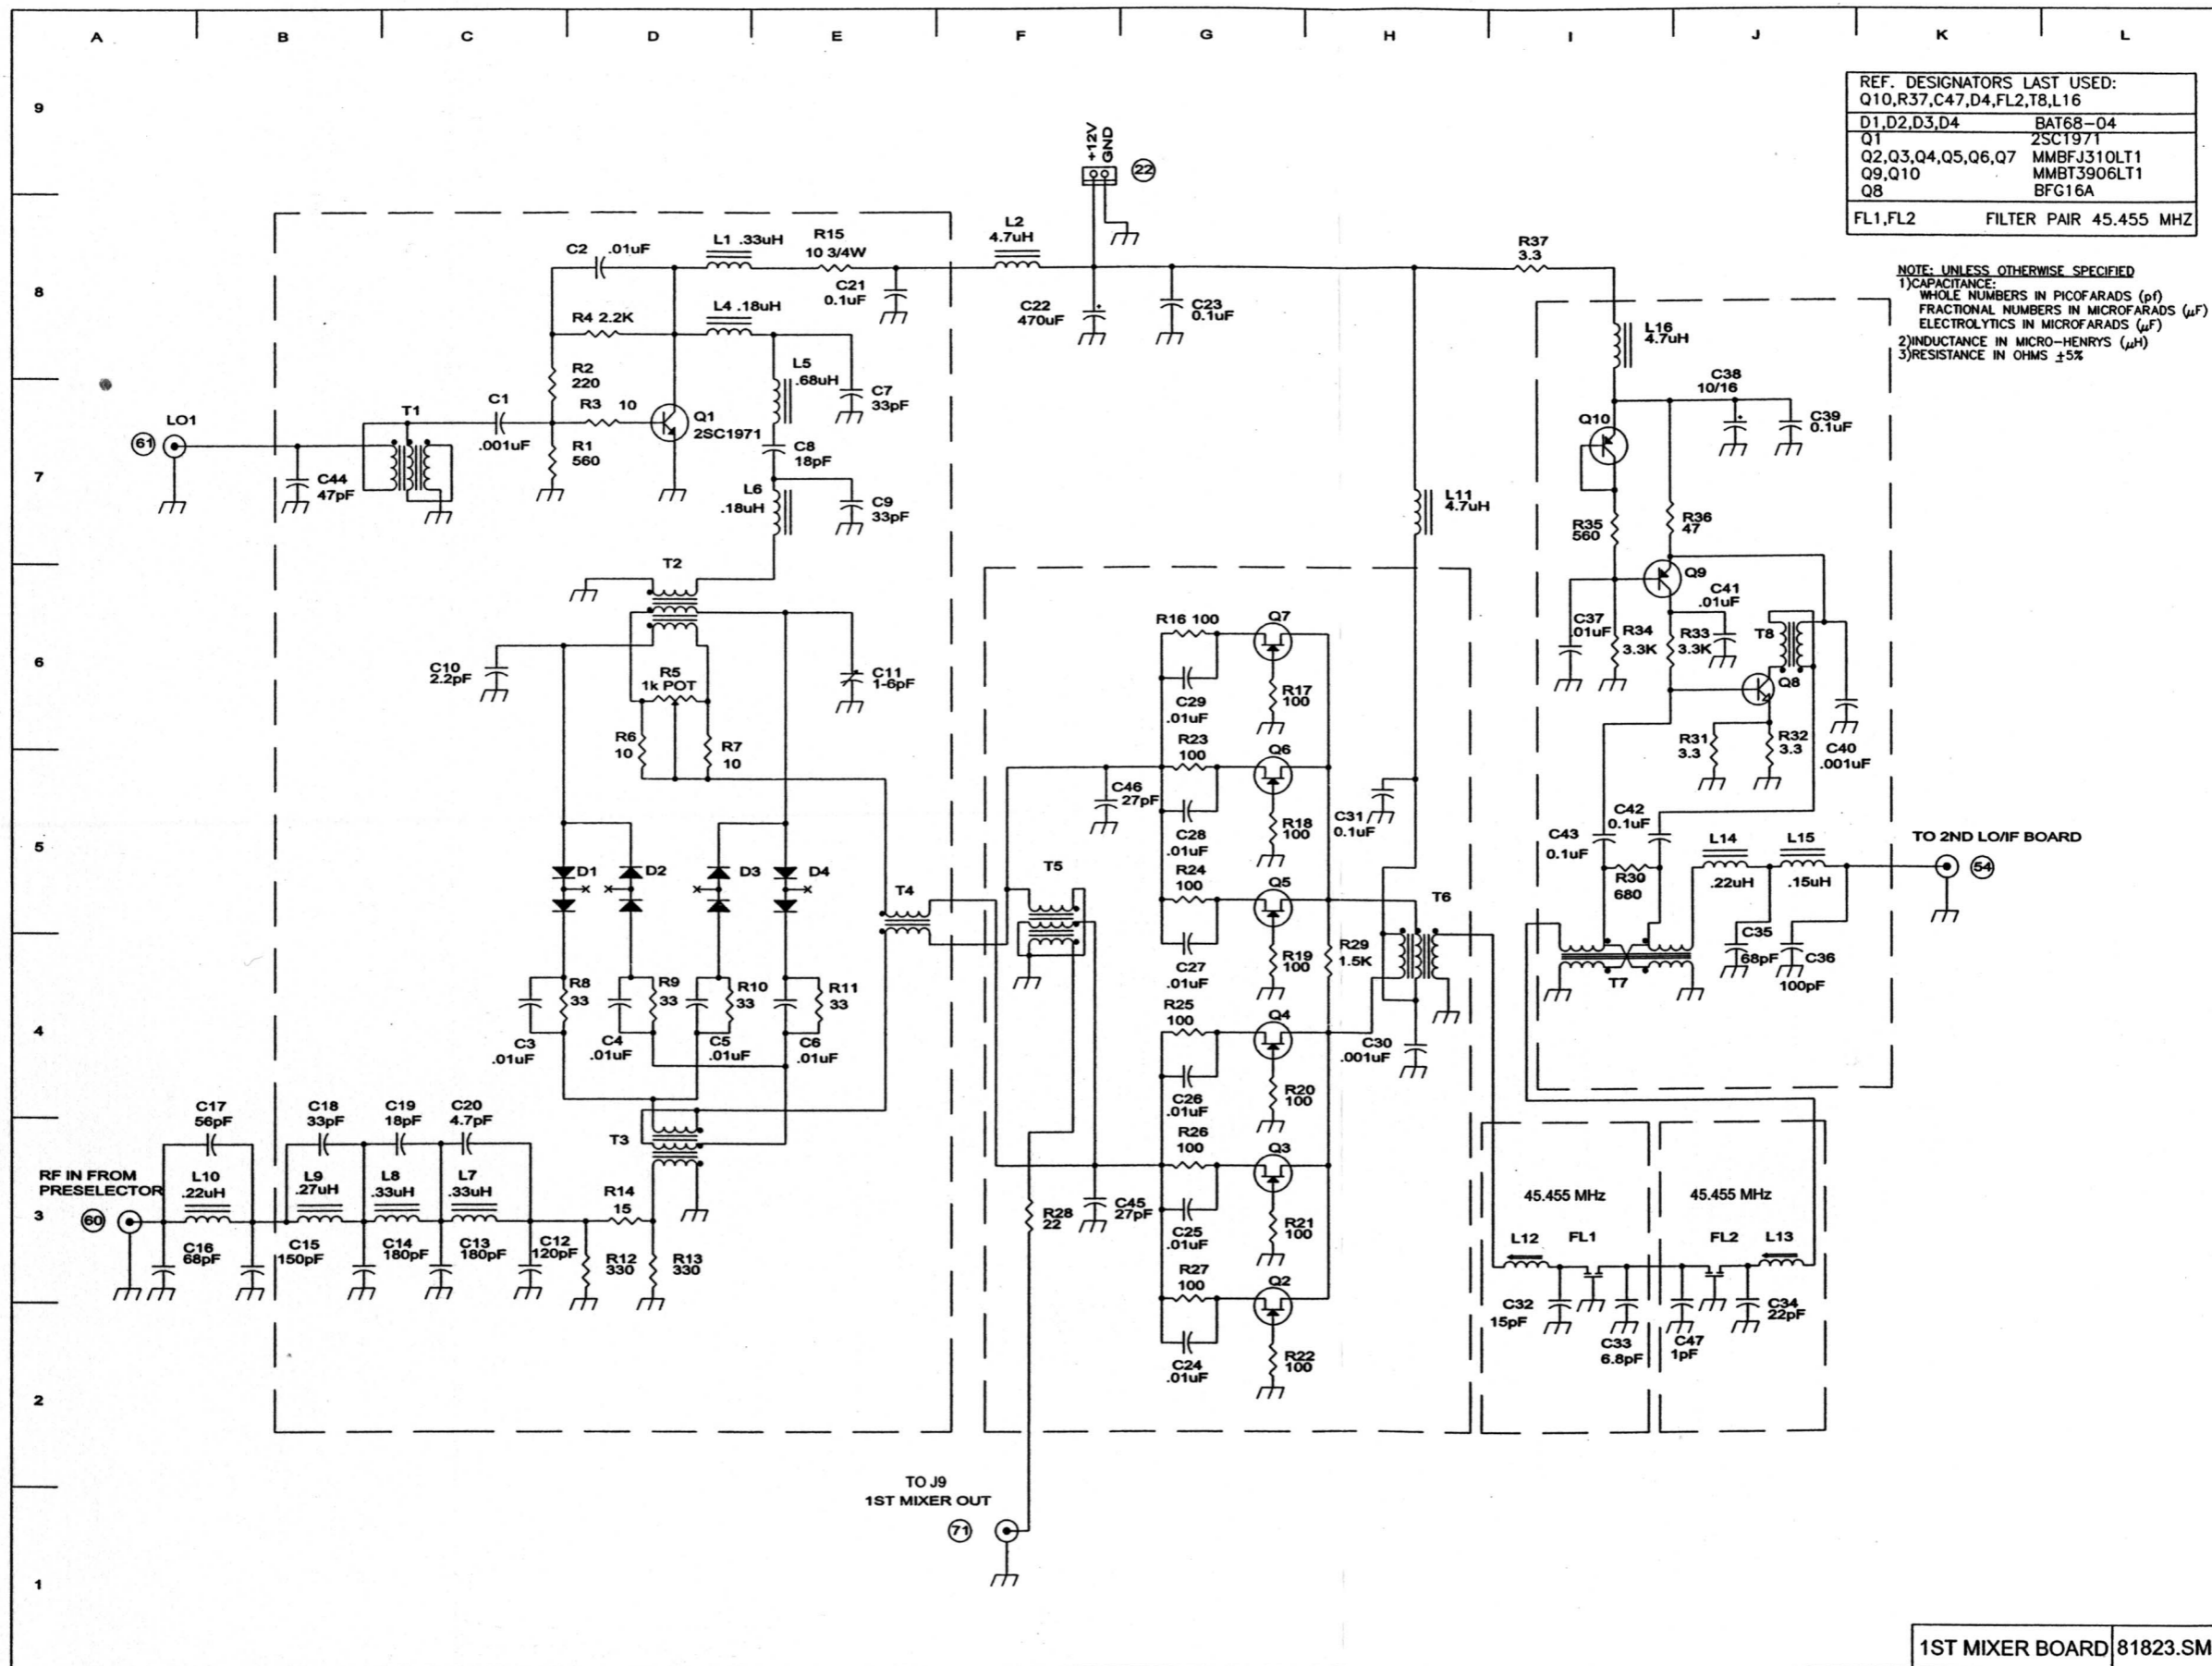 A B C D E F G H I J K L
9
8
7
6
5
4
3
2
1
REF. DESIGNATORS LAST USED:
Q10,R37,C47,D4,FL2,T8,L16
D1,D2,D3,D4 BAT68-04
Q1 2SC1971
Q2,Q3,Q4,Q5,Q6,Q7 MMBFJ310LT1
Q9,Q10 MMBT3906LT1
Q8 BFG16A
FL1,FL2 FILTER PAIR 45.455 MHZ
NOTE: UNLESS OTHERWISE SPECIFIED
1)CAPACITANCE:
WHOLE NUMBERS IN PICOFARADS (pf)
FRACTIONAL NUMBERS IN MICROFARADS (µF)
ELECTROLYTICS IN MICROFARADS (µF)
2)INDUCTANCE IN MICRO-HENRYS (µH)
3)RESISTANCE IN OHMS ±5%
+12V
GND
22
C2 .01uF
L1 .33uH
R15
10 3/4W
L2
4.7uH
R37
3.3
C21
0.1uF
C22
470uF
+
C23
0.1uF
R4 2.2K
L4 .18uH
L16
4.7uH
R2
220
L5
.68uH
C7
33pF
C38
10/16
+
C39
0.1uF
LO1
61
T1
C1
.001uF
R3 10
Q1
2SC1971
R1
560
C8
18pF
Q10
C44
47pF
L6
.18uH
C9
33pF
L11
4.7uH
R35
560
R36
47
T2
Q9
C41
.01uF
C37
.01uF
R34
3.3K
R33
3.3K
T8
Q8
R16 100
Q7
C10
2.2pF
R5
1k POT
C11
1-6pF
C29
.01uF
R17
100
R6
10
R7
10
R23
100
Q6
R31
3.3
R32
3.3
C40
.001uF
C46
27pF
C28
.01uF
R18
100
C31
0.1uF
C43
0.1uF
C42
0.1uF
R30
680
L14
.22uH
L15
.15uH
TO 2ND LO/IF BOARD
54
D1
D2
D3
D4
T4
T5
R24
100
Q5
T6
C27
.01uF
R19
100
R29
1.5K
C35
68pF
C36
100pF
T7
R8
33
R9
33
R10
33
R11
33
C3
.01uF
C4
.01uF
C5
.01uF
C6
.01uF
R25
100
Q4
C30
.001uF
C26
.01uF
R20
100
C17
56pF
C18
33pF
C19
18pF
C20
4.7pF
T3
R26
100
Q3
RF IN FROM
PRESELECTOR
60
L10
.22uH
L9
.27uH
L8
.33uH
L7
.33uH
R14
15
C16
68pF
C15
150pF
C14
180pF
C13
180pF
C12
120pF
R12
330
R13
330
R28
22
C45
27pF
C25
.01uF
R21
100
45.455 MHz
45.455 MHz
L12
FL1
FL2
L13
R27
100
Q2
C32
15pF
C33
6.8pF
C47
1pF
C34
22pF
C24
.01uF
R22
100
TO J9
1ST MIXER OUT
71
1ST MIXER BOARD 81823.SM